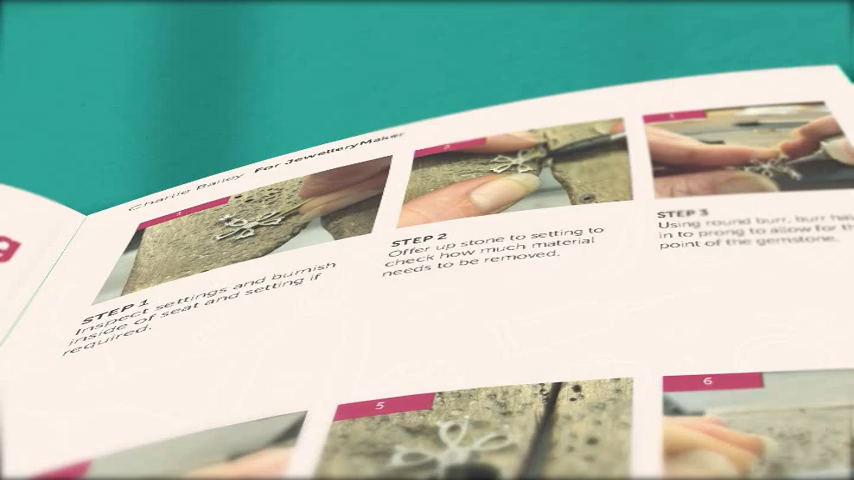 Charlie Bailey For JewelleryMaker
1
2
STEP 1
Inspect settings and burnish
inside of seat and setting if
required.
STEP 2
Offer up stone to setting to
check how much material
needs to be removed.
STEP 3
Using round burr, burr
in to prong to allow for
point of the gemstone.
5
6